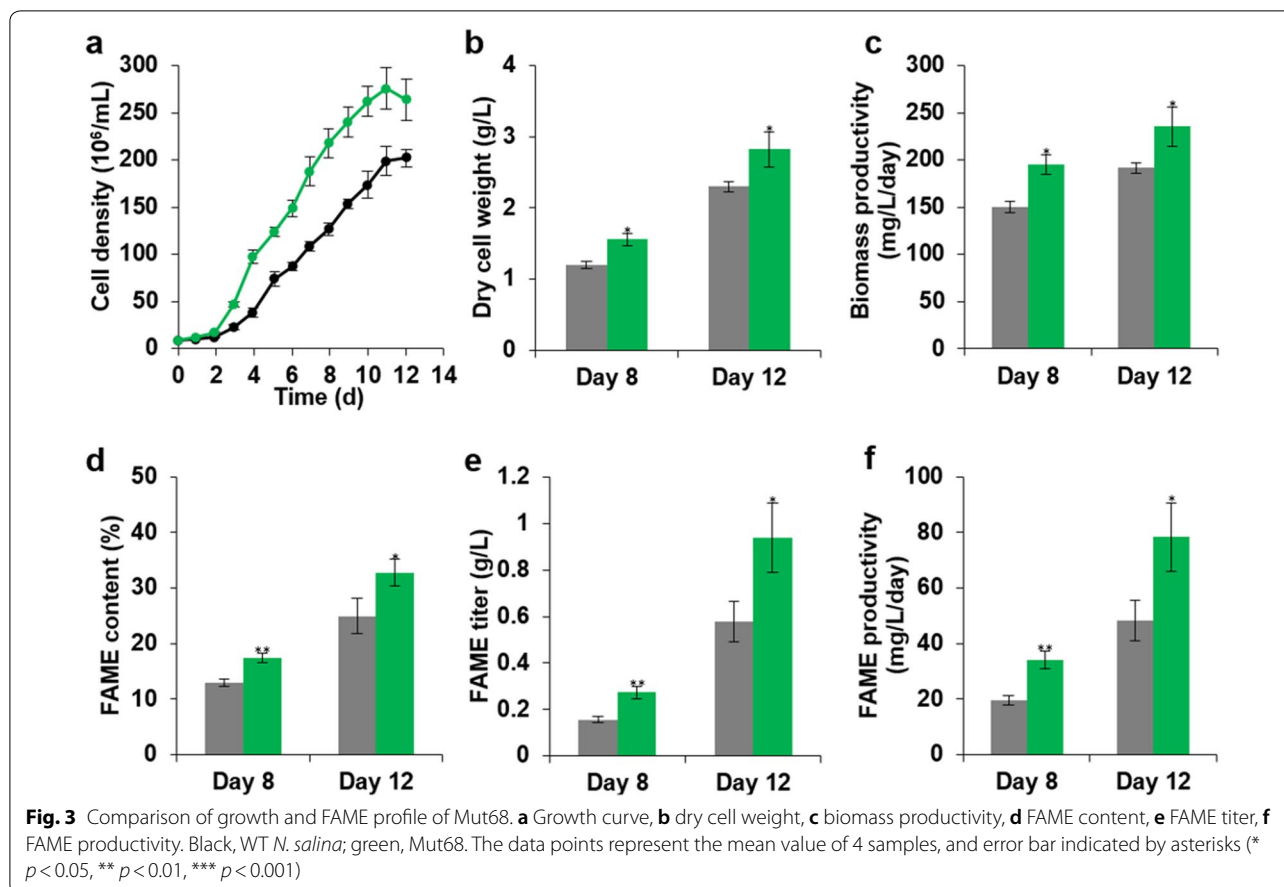 a
300
250
200
150
100
50
0
Cell density (10⁶/mL)
0 2 4 6 8 10 12 14
Time (d)
b
4
3
2
1
0
Dry cell weight (g/L)
*
*
Day 8 Day 12
c
300
250
200
150
100
50
0
Biomass productivity
(mg/L/day)
*
*
Day 8 Day 12
d
50
40
30
20
10
0
FAME content (%)
**
*
Day 8 Day 12
e
1.2
1
0.8
0.6
0.4
0.2
0
FAME titer (g/L)
**
*
Day 8 Day 12
f
100
80
60
40
20
0
FAME productivity
(mg/L/day)
**
*
Day 8 Day 12
Fig. 3 Comparison of growth and FAME profile of Mut68. a Growth curve, b dry cell weight, c biomass productivity, d FAME content, e FAME titer, f
FAME productivity. Black, WT N. salina; green, Mut68. The data points represent the mean value of 4 samples, and error bar indicated by asterisks (*
p < 0.05, ** p < 0.01, *** p < 0.001)